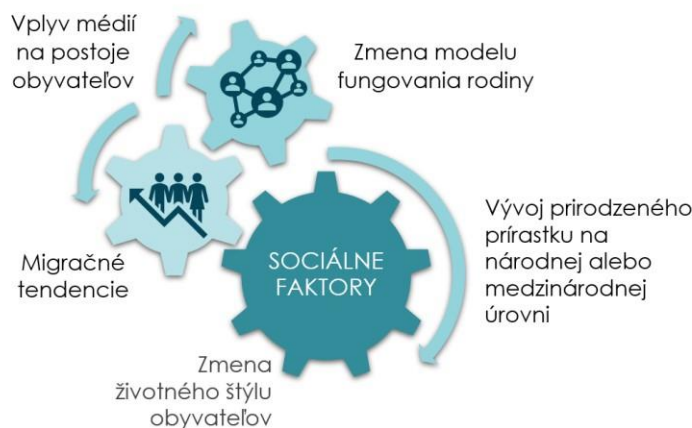 Vplyv médií
na postoje
obyvateľov
Zmena modelu
fungovania rodiny
Migračné
tendencie
SOCIÁLNE
FAKTORY
Vývoj prirodzeného
prírastku na
národnej alebo
medzinárodnej
úrovni
Zmena
životného štýlu
obyvateľov